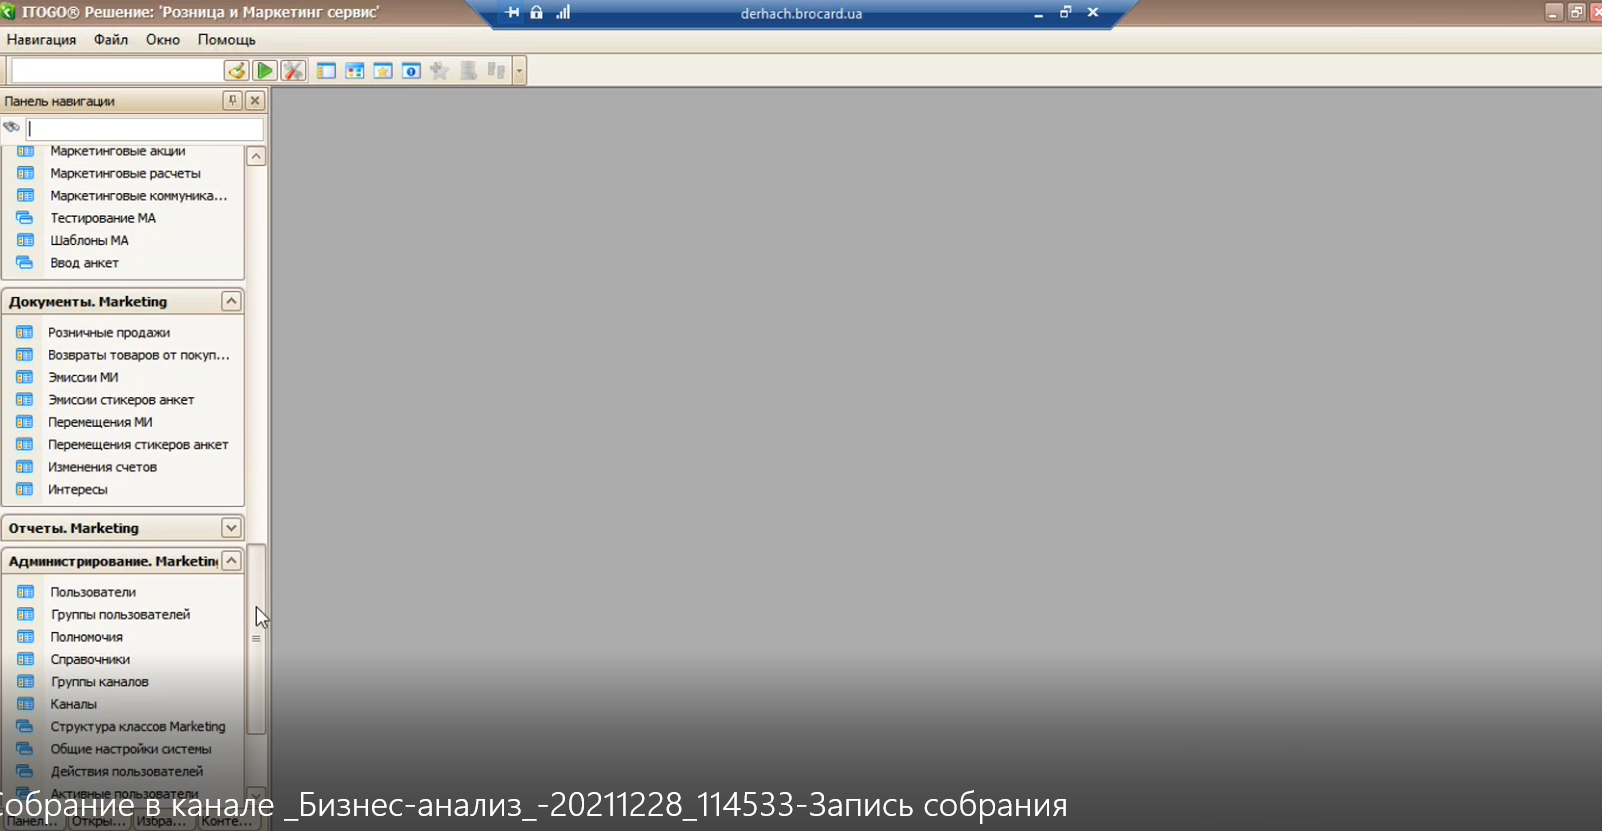 ITOGO® Решение: 'Розница и Маркетинг сервис'
derhach.brocard.ua
Навигация Файл Окно Помощь
Панель навигации
Маркетинговые акции
Маркетинговые расчеты
Маркетинговые коммуника...
Тестирование МА
Шаблоны МА
Ввод анкет
Документы. Marketing
Розничные продажи
Возвраты товаров от покуп...
Эмиссии МИ
Эмиссии стикеров анкет
Перемещения МИ
Перемещения стикеров анкет
Изменения счетов
Интересы
Отчеты. Marketing
Администрирование. Marketing
Пользователи
Группы пользователей
Полномочия
Справочники
Группы каналов
Каналы
Структура классов Marketing
Общие настройки системы
Действия пользователей
Активные пользователи
Собрание в канале _Бизнес-анализ_-20211228_114533-Запись собрания
Панел... Откры... Избра... Конте...